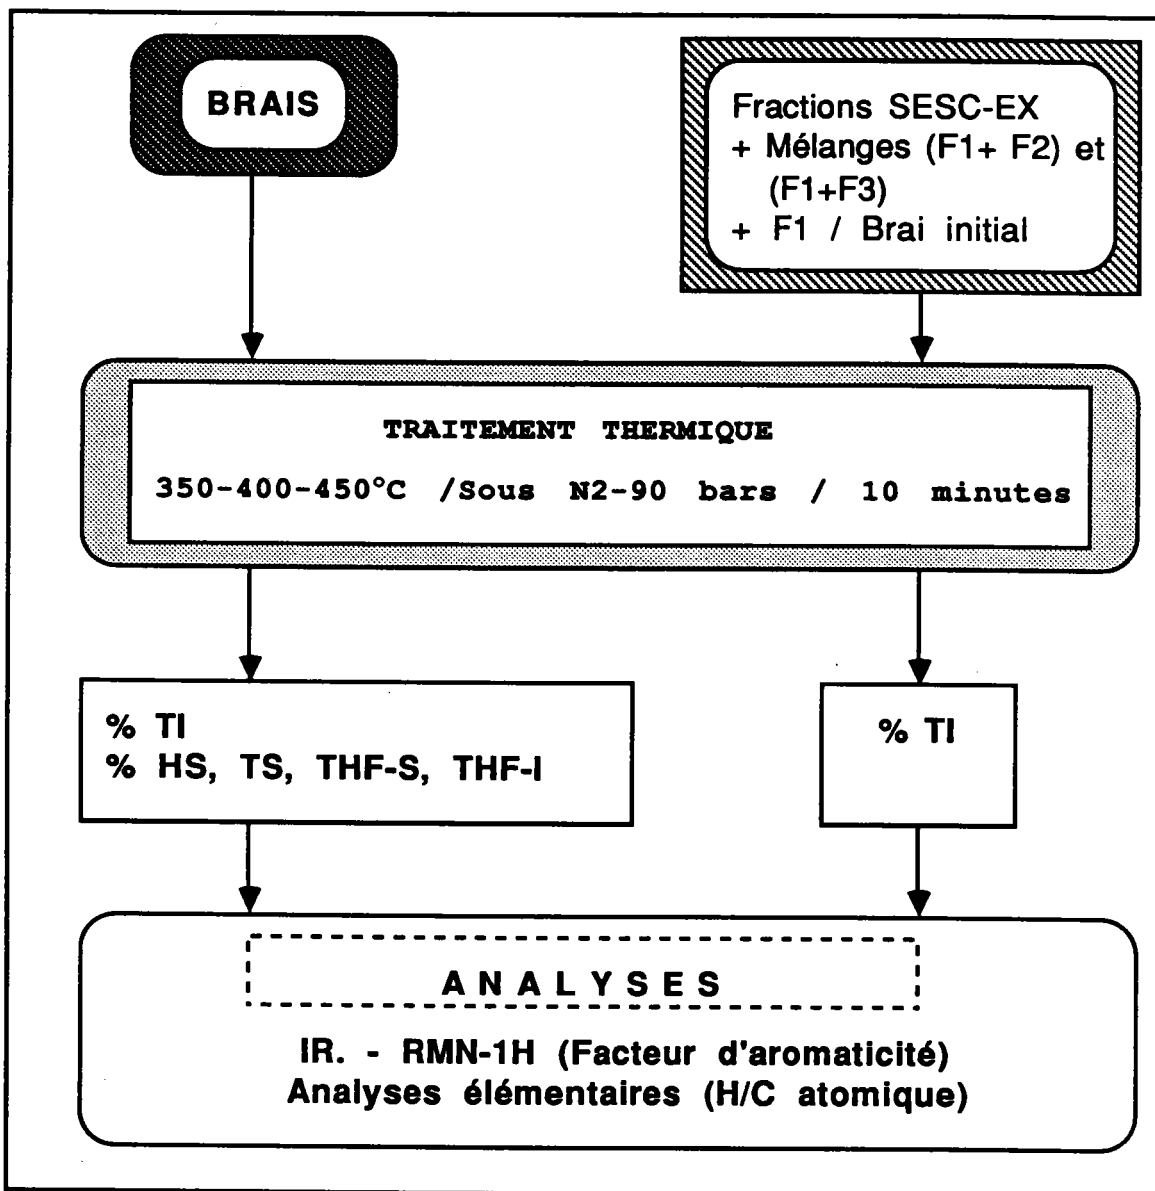 BRAIS
Fractions SESC-EX
+ Mélanges (F1+ F2) et
(F1+F3)
+ F1 / Brai initial
TRAITEMENT THERMIQUE
350-400-450°C /Sous N2-90 bars / 10 minutes
% TI
% HS, TS, THF-S, THF-I
% TI
ANALYSES
IR. - RMN-1H (Facteur d'aromaticité)
Analyses élémentaires (H/C atomique)